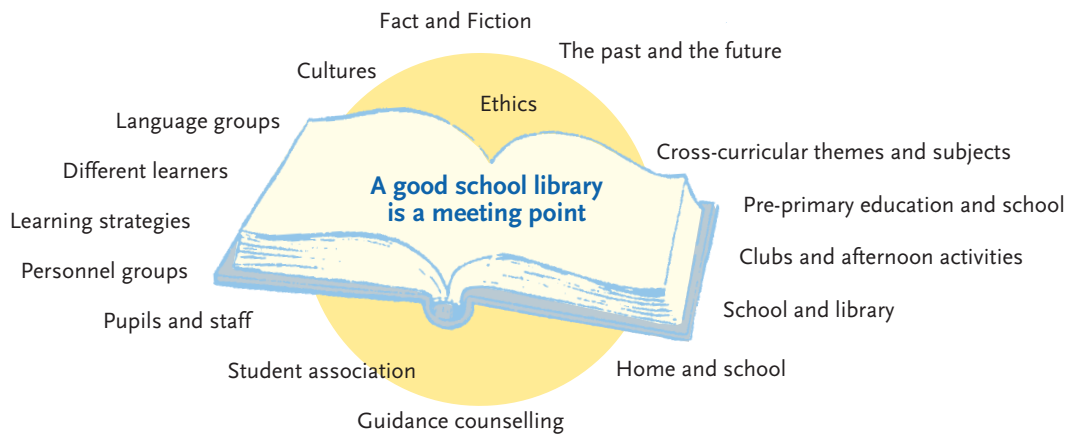 Fact and Fiction
The past and the future
Cultures
Ethics
Language groups
Cross-curricular themes and subjects
Different learners
A good school library
is a meeting point
Pre-primary education and school
Learning strategies
Clubs and afternoon activities
Personnel groups
School and library
Pupils and staff
Home and school
Student association
Guidance counselling